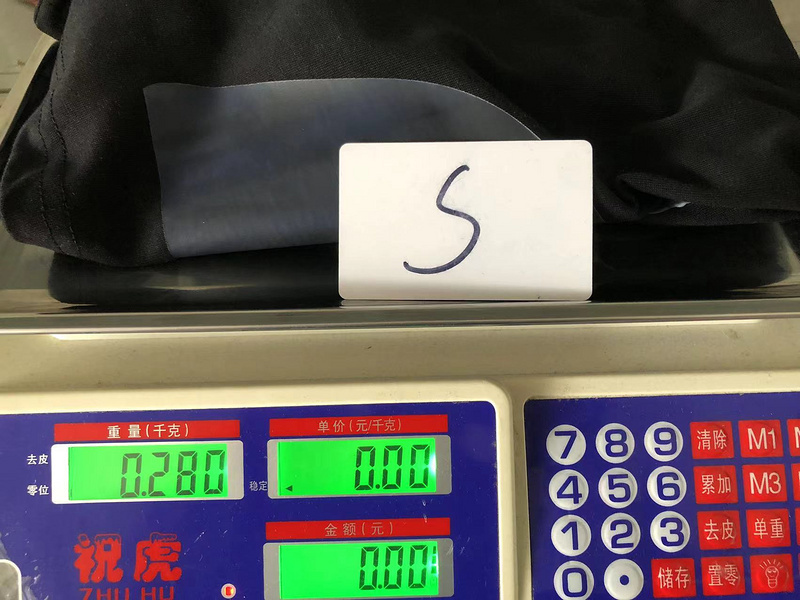 S
重量(千克)
单价(元/千克)
去皮
零位
0.280
稳定
0.00
金额(元)
0.00
祝虎
ZHU HU
7 8 9 清除 M1
4 5 6 累加 M3
1 2 3 去皮 单重
0 . 储存 置零